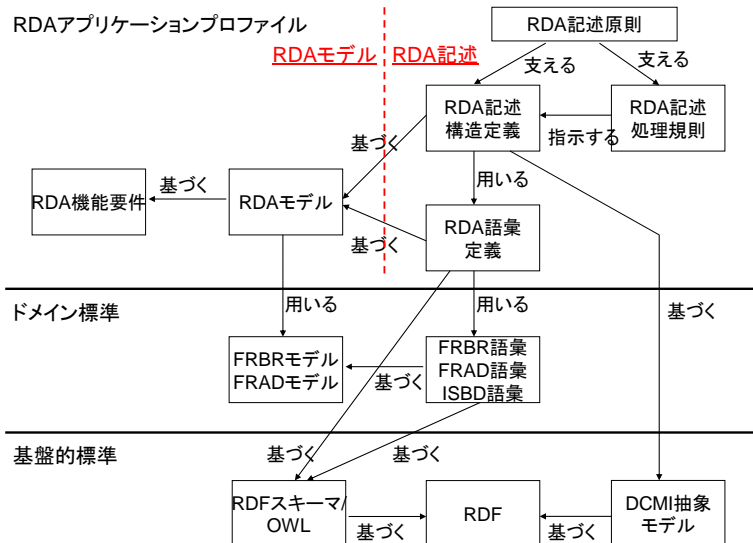 RDAアプリケーションプロファイル
RDA記述原則
RDAモデル
RDA記述
支える
支える
RDA記述
構造定義
RDA記述
処理規則
指示する
基づく
用いる
RDA機能要件
基づく
RDAモデル
RDA語彙
定義
基づく
ドメイン標準
用いる
用いる
基づく
FRBRモデル
FRADモデル
基づく
FRBR語彙
FRAD語彙
ISBD語彙
基盤的標準
基づく
基づく
RDFスキーマ/
OWL
基づく
RDF
基づく
DCMI抽象
モデル